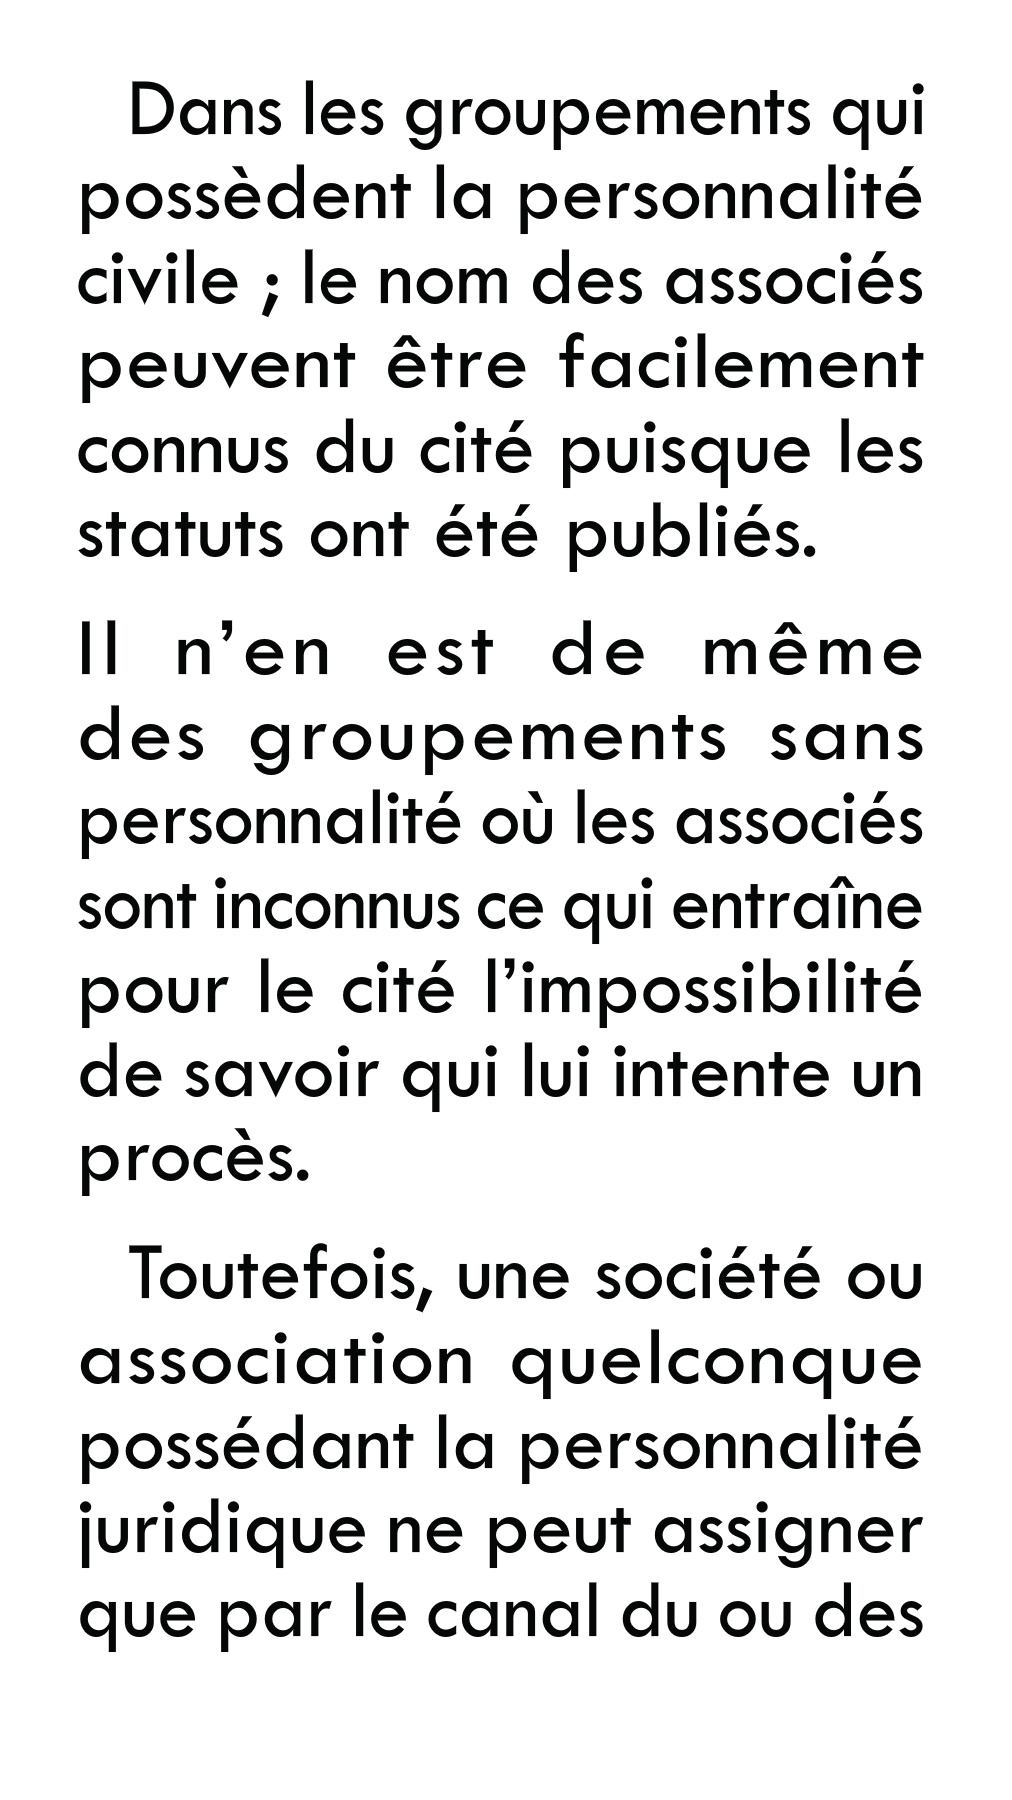 Dans les groupements qui
possèdent la personnalité
civile ; le nom des associés
peuvent être facilement
connus du cité puisque les
statuts ont été publiés.
Il n’en est de même
des groupements sans
personnalité où les associés
sont inconnus ce qui entraîne
pour le cité l’impossibilité
de savoir qui lui intente un
procès.
Toutefois, une société ou
association quelconque
possédant la personnalité
juridique ne peut assigner
que par le canal du ou des